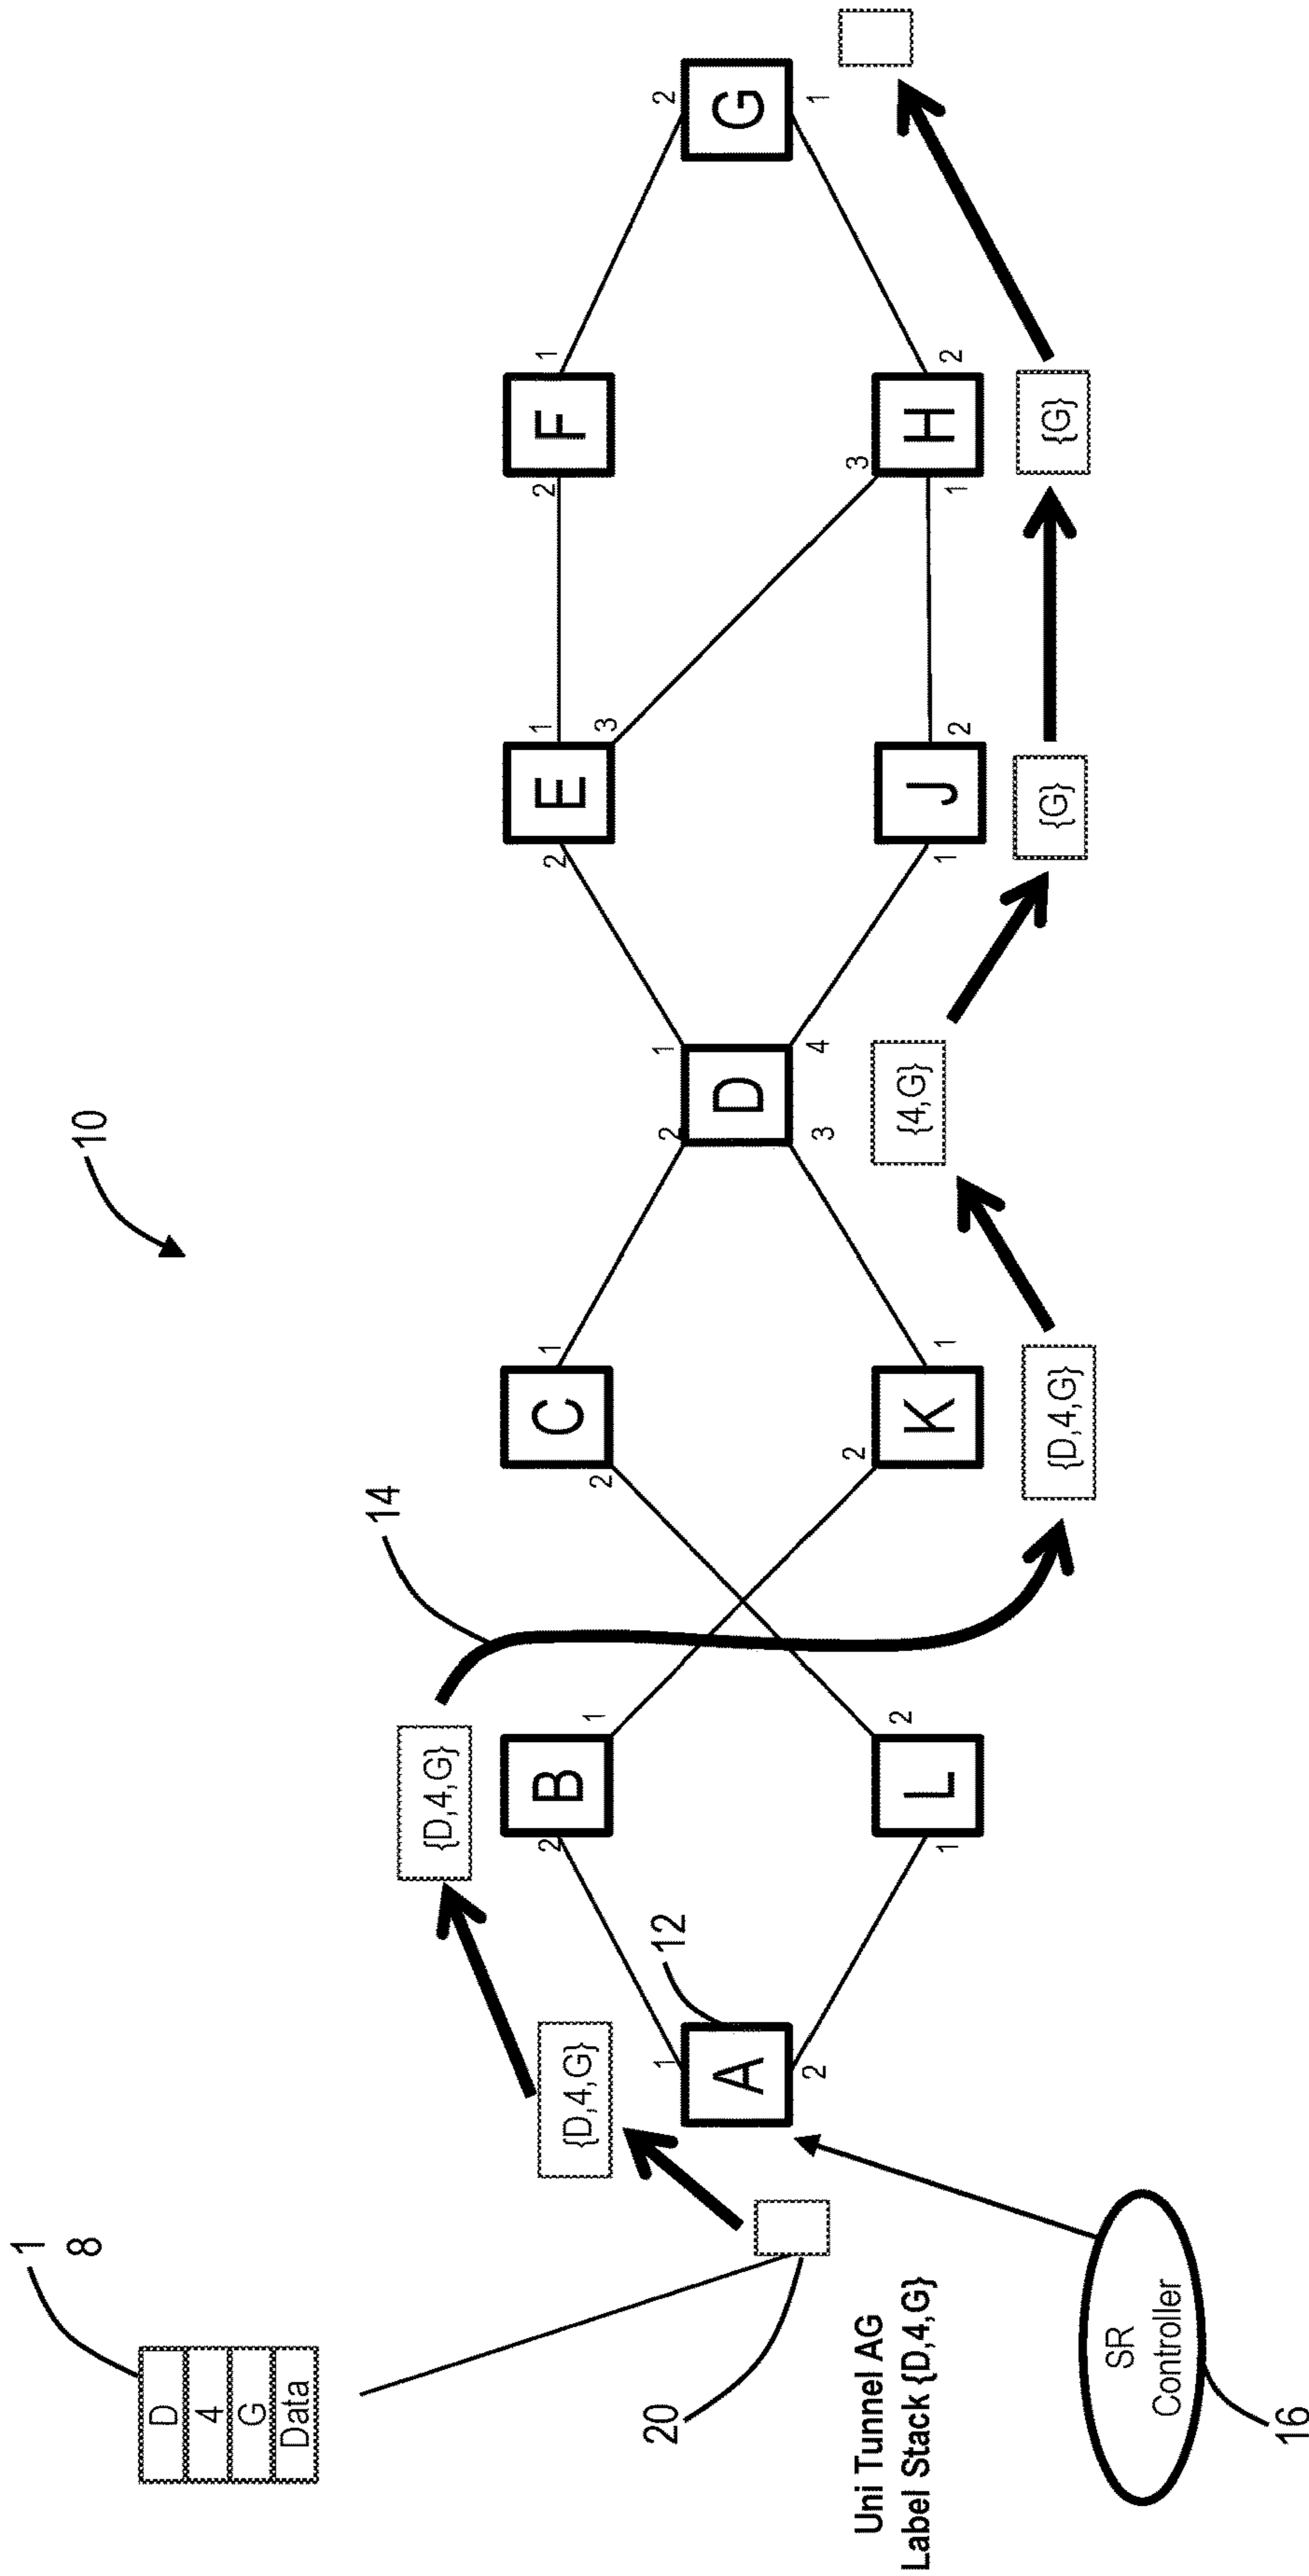 1
8
10
D
4
G
Data
14
{D,4,G}
{D,4,G}
2
B
1
2
C
1
2
E
1
3
2
F
1
20
12
1
A
2
2
D
1
3
4
2
G
1
Uni Tunnel AG
Label Stack {D,4,G}
1
L
2
2
K
1
{4,G}
1
J
2
3
H
1
2
{D,4,G}
{G}
{G}
SR
Controller
16